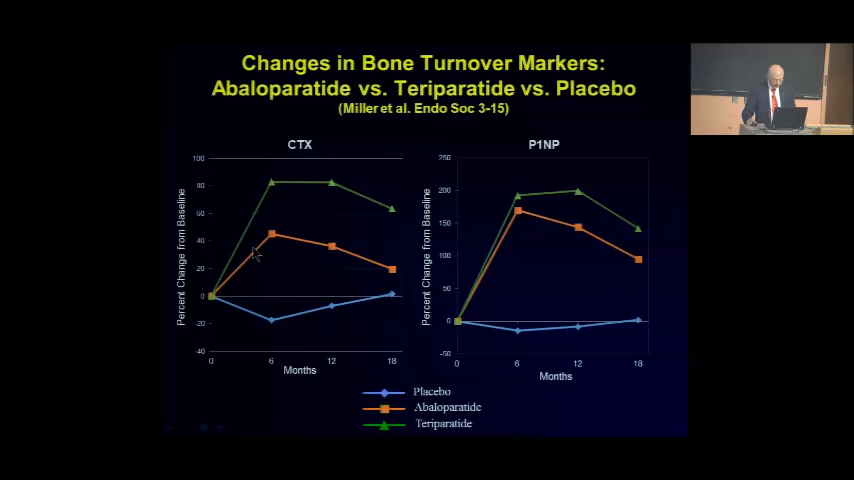 Changes in Bone Turnover Markers:
Abaloparatide vs. Teriparatide vs. Placebo
(Miller et al. Endo Soc 3-15)
CTX
100
80
60
40
20
0
-20
-40
Percent Change from Baseline
0 6 12 18
Months
P1NP
250
200
150
100
50
0
-50
Percent Change from Baseline
0 6 12 18
Months
Placebo
Abaloparatide
Teriparatide